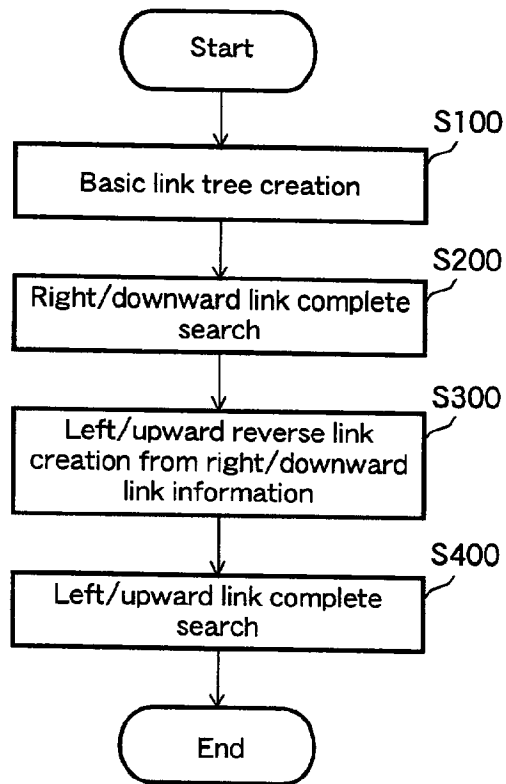 Start
S100
Basic link tree creation
S200
Right/downward link complete
search
S300
Left/upward reverse link
creation from right/downward
link information
S400
Left/upward link complete
search
End